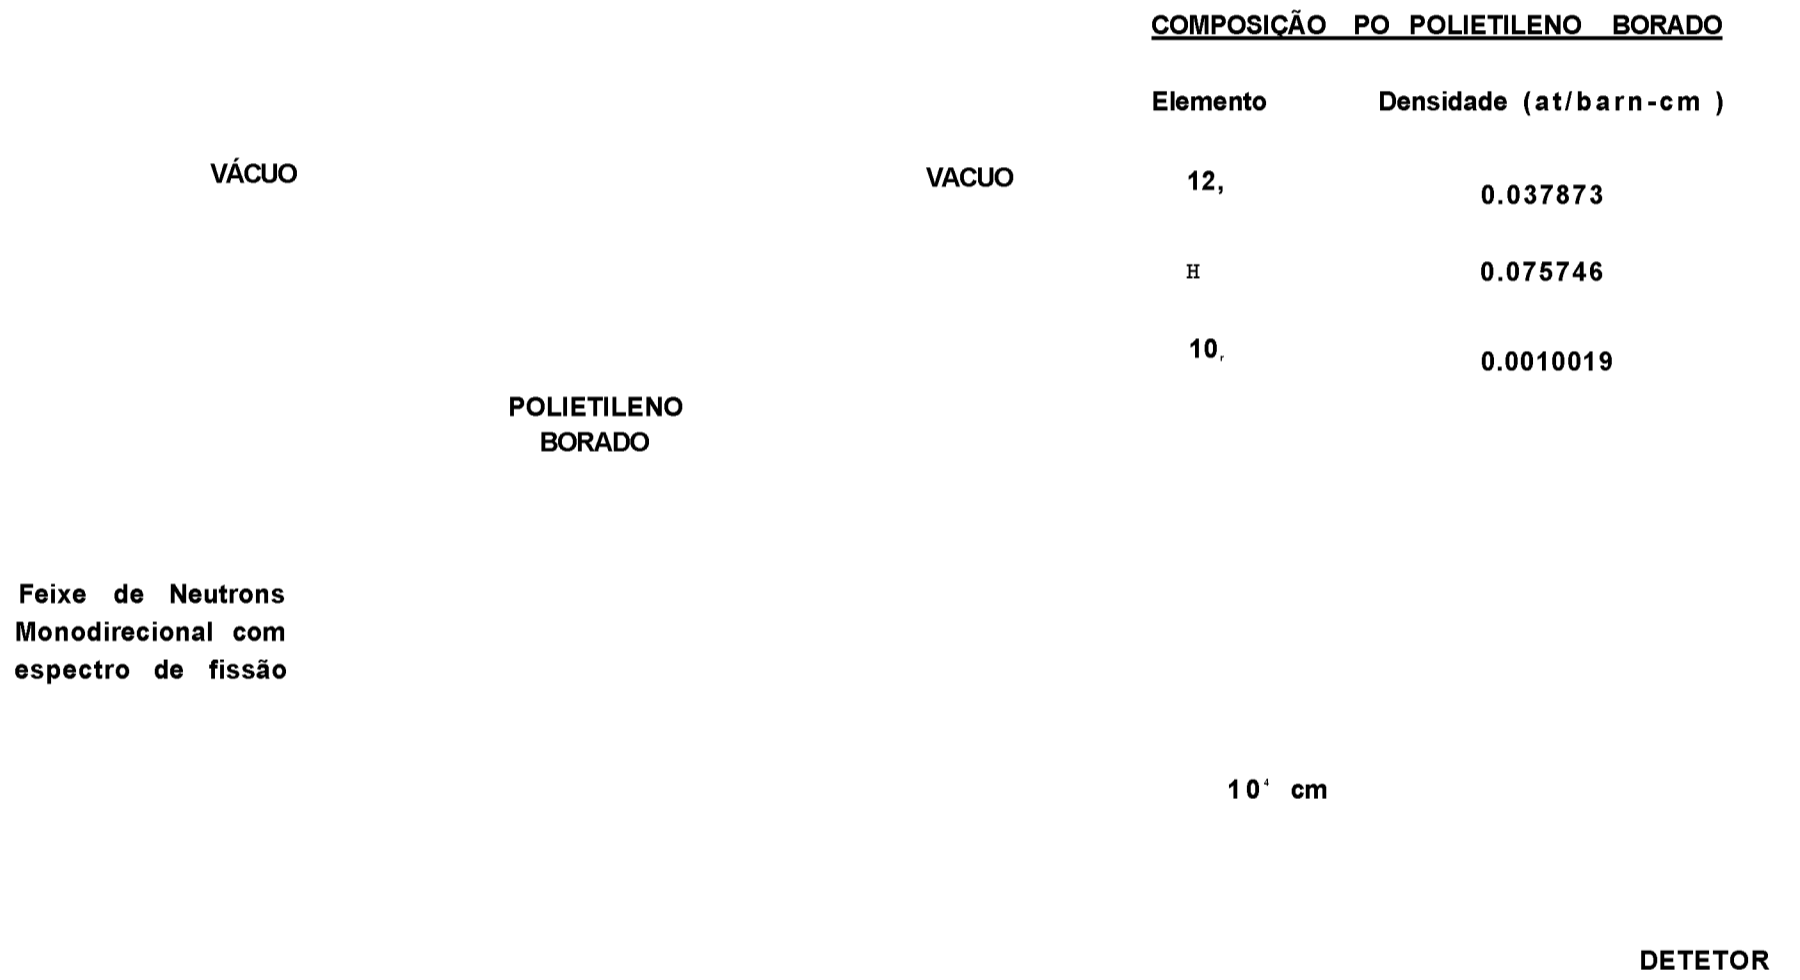 COMPOSIÇÃO PO POLIETILENO BORADO
Elemento Densidade (at/barn-cm )
VÁCUO
VACUO
12, 0.037873
H 0.075746
10, 0.0010019
POLIETILENO
BORADO
Feixe de Neutrons
Monodirecional com
espectro de fissão
10⁴ cm
DETETOR